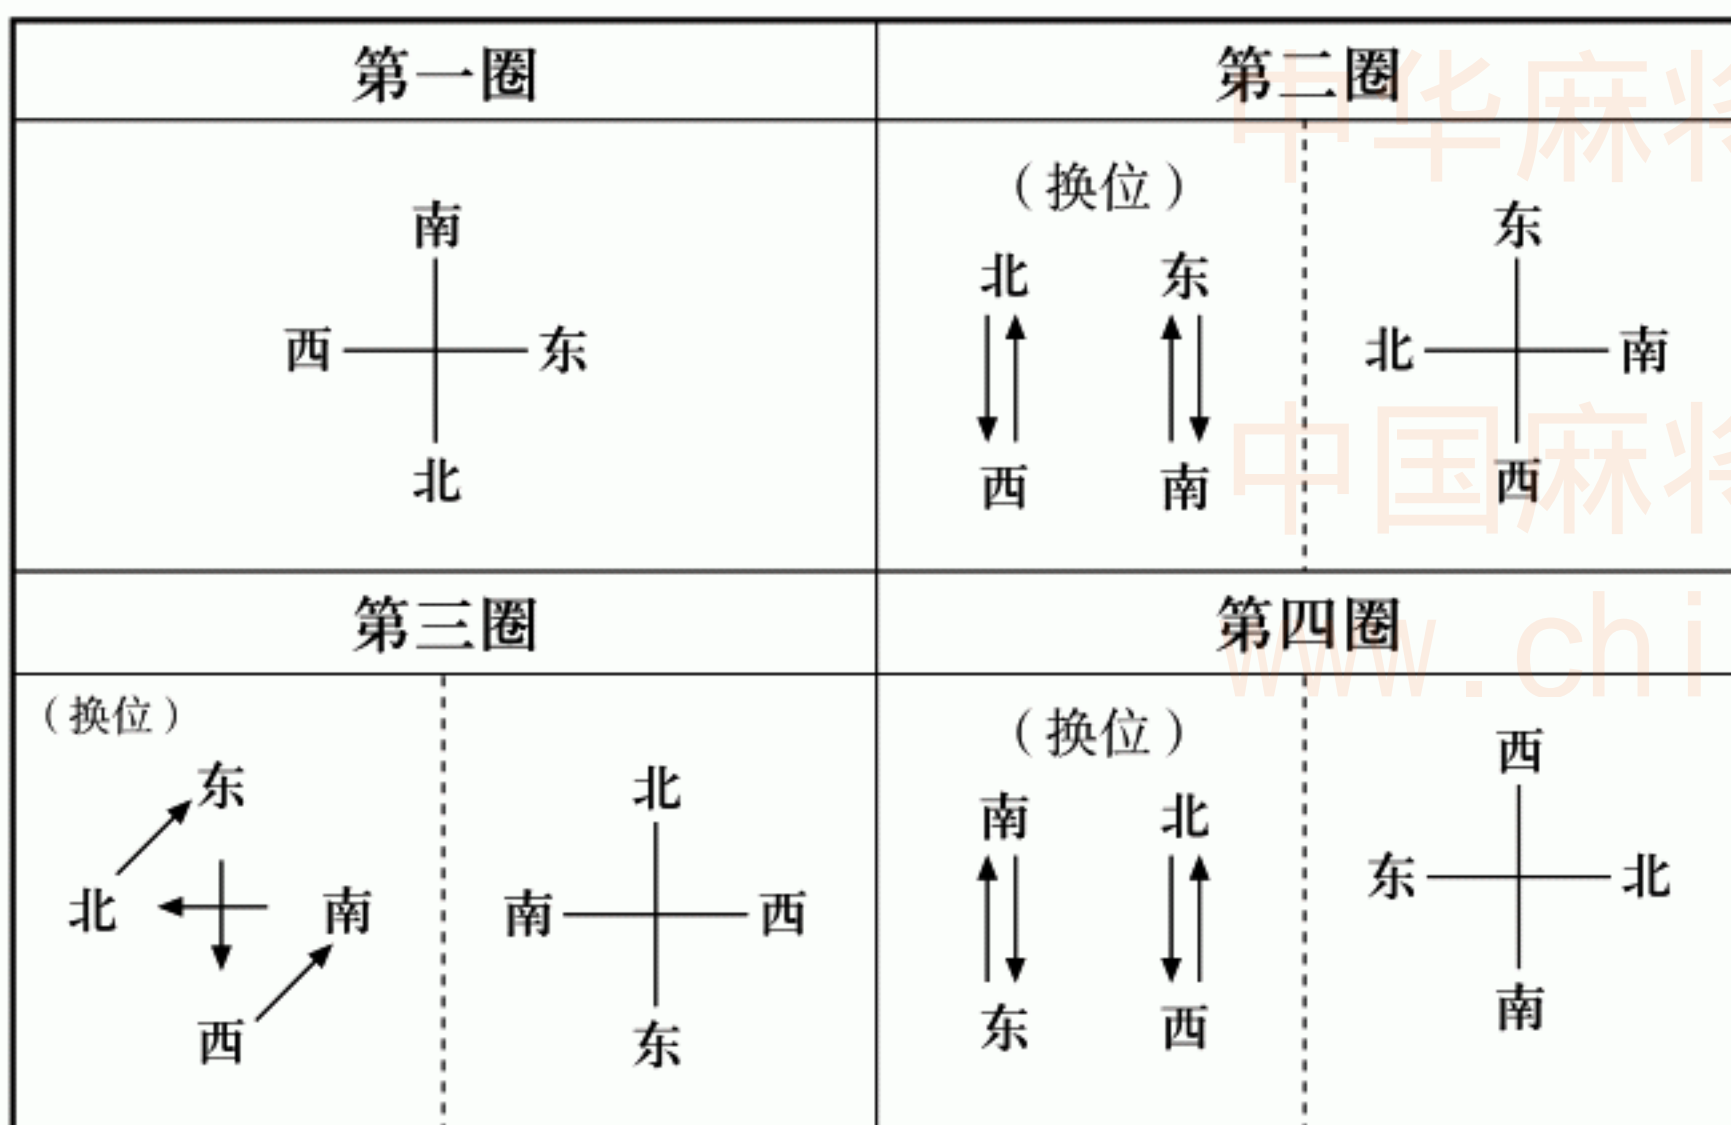 第一圈
第二圈
南
西 东
北
（换位）
北 东
西 南
东
北 南
西
第三圈
第四圈
（换位）
东
北 南
西
北
南 西
东
（换位）
南 北
东 西
西
东 北
南
中华麻将
中国麻将
www.chi